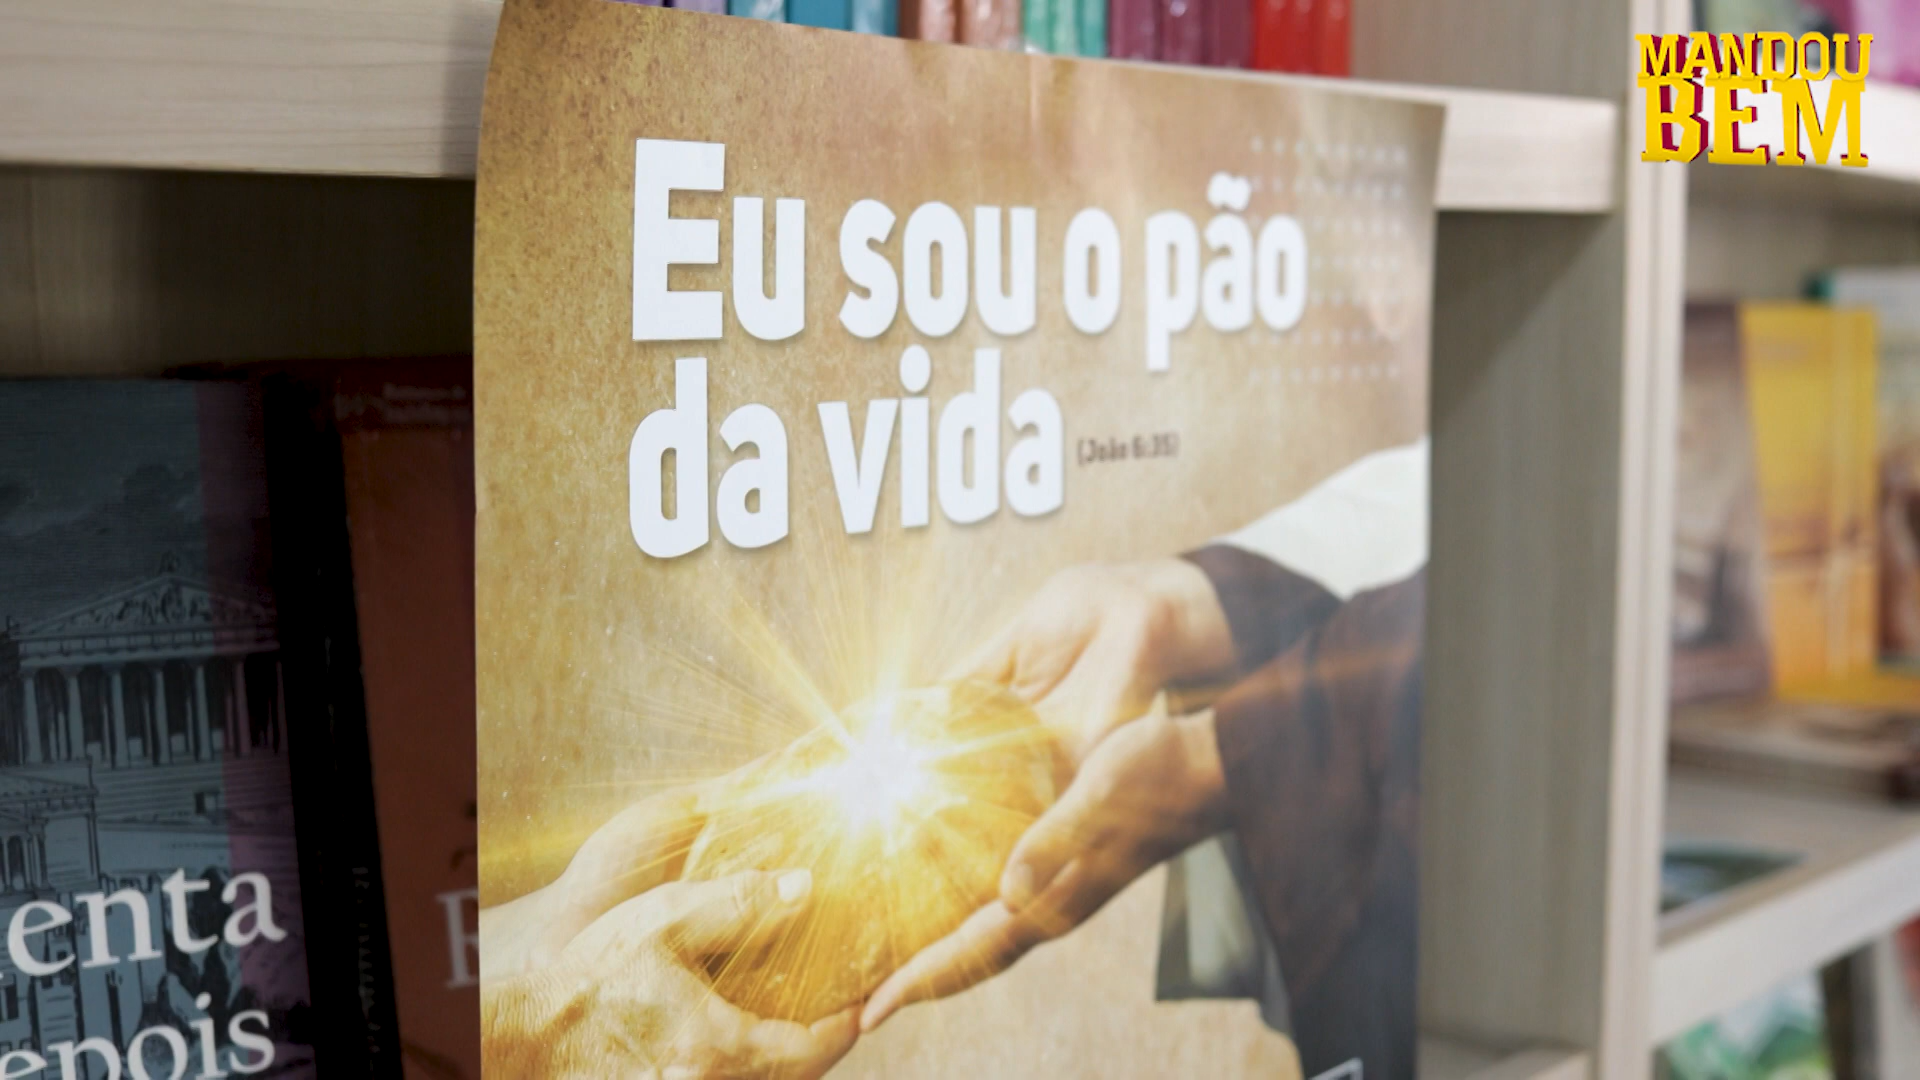 MANDOU
BEM
Eu sou o pão
da vida (João 6:35)
enta
epois